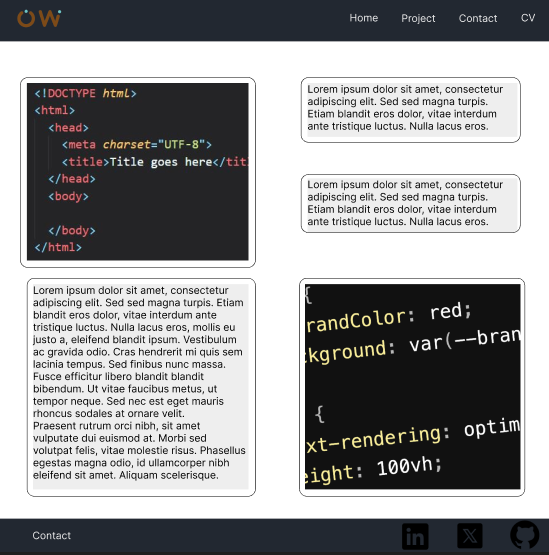 OW
Home Project Contact CV
<!DOCTYPE html>
<html>
<head>
<meta charset="UTF-8">
<title>Title goes here</tit
</head>
<body>
</body>
</html>
Lorem ipsum dolor sit amet, consectetur
adipiscing elit. Sed sed magna turpis.
Etiam blandit eros dolor, vitae interdum
ante tristique luctus. Nulla lacus eros.
Lorem ipsum dolor sit amet, consectetur
adipiscing elit. Sed sed magna turpis.
Etiam blandit eros dolor, vitae interdum
ante tristique luctus. Nulla lacus eros.
Lorem ipsum dolor sit amet, consectetur
adipiscing elit. Sed sed magna turpis. Etiam
blandit eros dolor, vitae interdum ante
tristique luctus. Nulla lacus eros, mollis eu
justo a, eleifend blandit ipsum. Vestibulum
ac gravida odio. Cras hendrerit mi quis sem
lacinia tempus. Sed finibus nunc massa.
Fusce efficitur libero blandit blandit
bibendum. Ut vitae faucibus metus, ut
tempor neque. Sed nec est eget mauris
rhoncus sodales at ornare velit.
Praesent rutrum orci nibh, sit amet
vulputate dui euismod at. Morbi sed
volutpat felis, vitae molestie risus. Phasellus
egestas magna odio, id ullamcorper nibh
eleifend sit amet. Aliquam scelerisque.
{
randColor: red;
kground: var(--bran
{
xt-rendering: optim
eight: 100vh;
Contact
in X